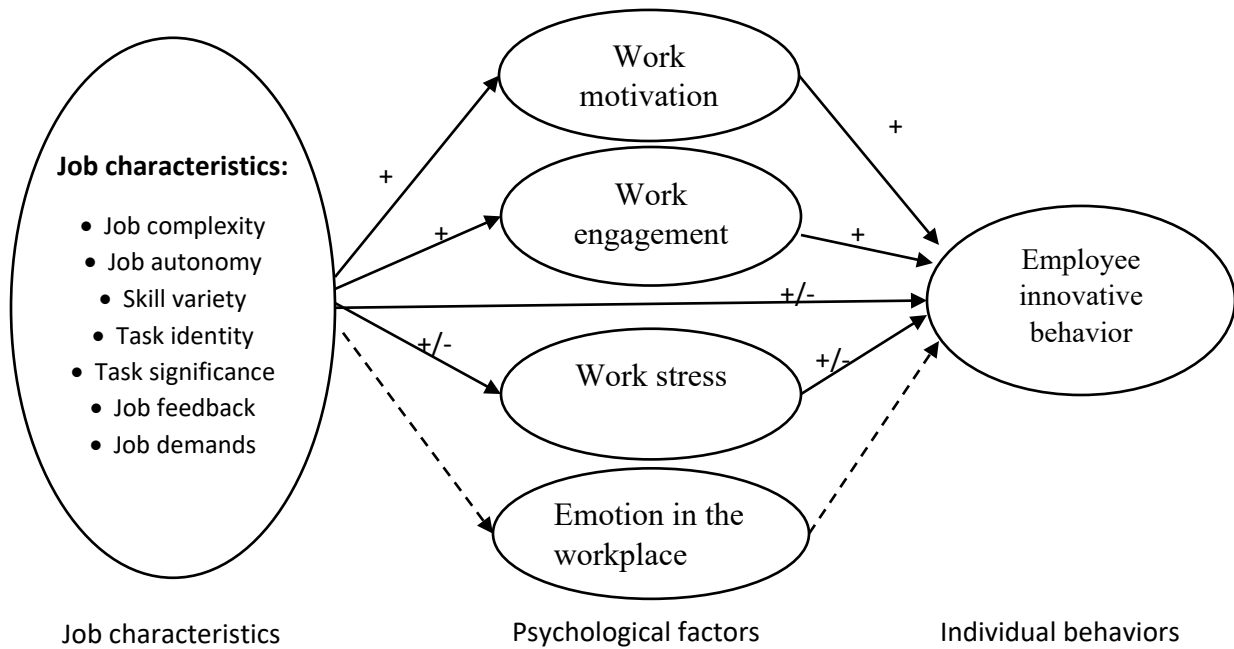 Job characteristics:
• Job complexity
• Job autonomy
• Skill variety
• Task identity
• Task significance
• Job feedback
• Job demands
Work
motivation
Work
engagement
Work stress
Emotion in the
workplace
Employee
innovative
behavior
+
+
+
+
+/-
+/-
+/-
Job characteristics
Psychological factors
Individual behaviors